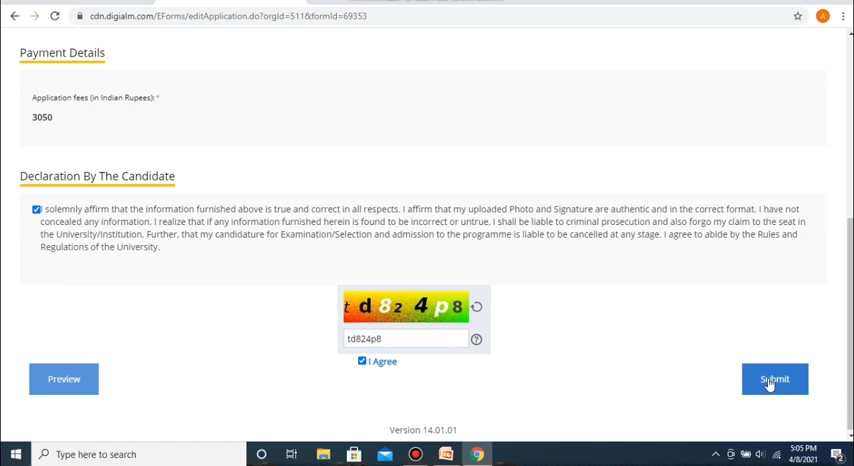 cdn.digialm.com/EForms/editApplication.do?orgId=511&formId=69353
A
Payment Details
Application fees (in Indian Rupees): *
3050
Declaration By The Candidate
I solemnly affirm that the information furnished above is true and correct in all respects. I affirm that my uploaded Photo and Signature are authentic and in the correct format. I have not
concealed any information. I realize that if any information furnished herein is found to be incorrect or untrue, I shall be liable to criminal prosecution and also forgo my claim to the seat in
the University/Institution. Further, that my candidature for Examination/Selection and admission to the programme is liable to be cancelled at any stage. I agree to abide by the Rules and
Regulations of the University.
td824p8
td824p8
I Agree
Preview
Submit
Version 14.01.01
Type here to search
5:05 PM
4/8/2021
2